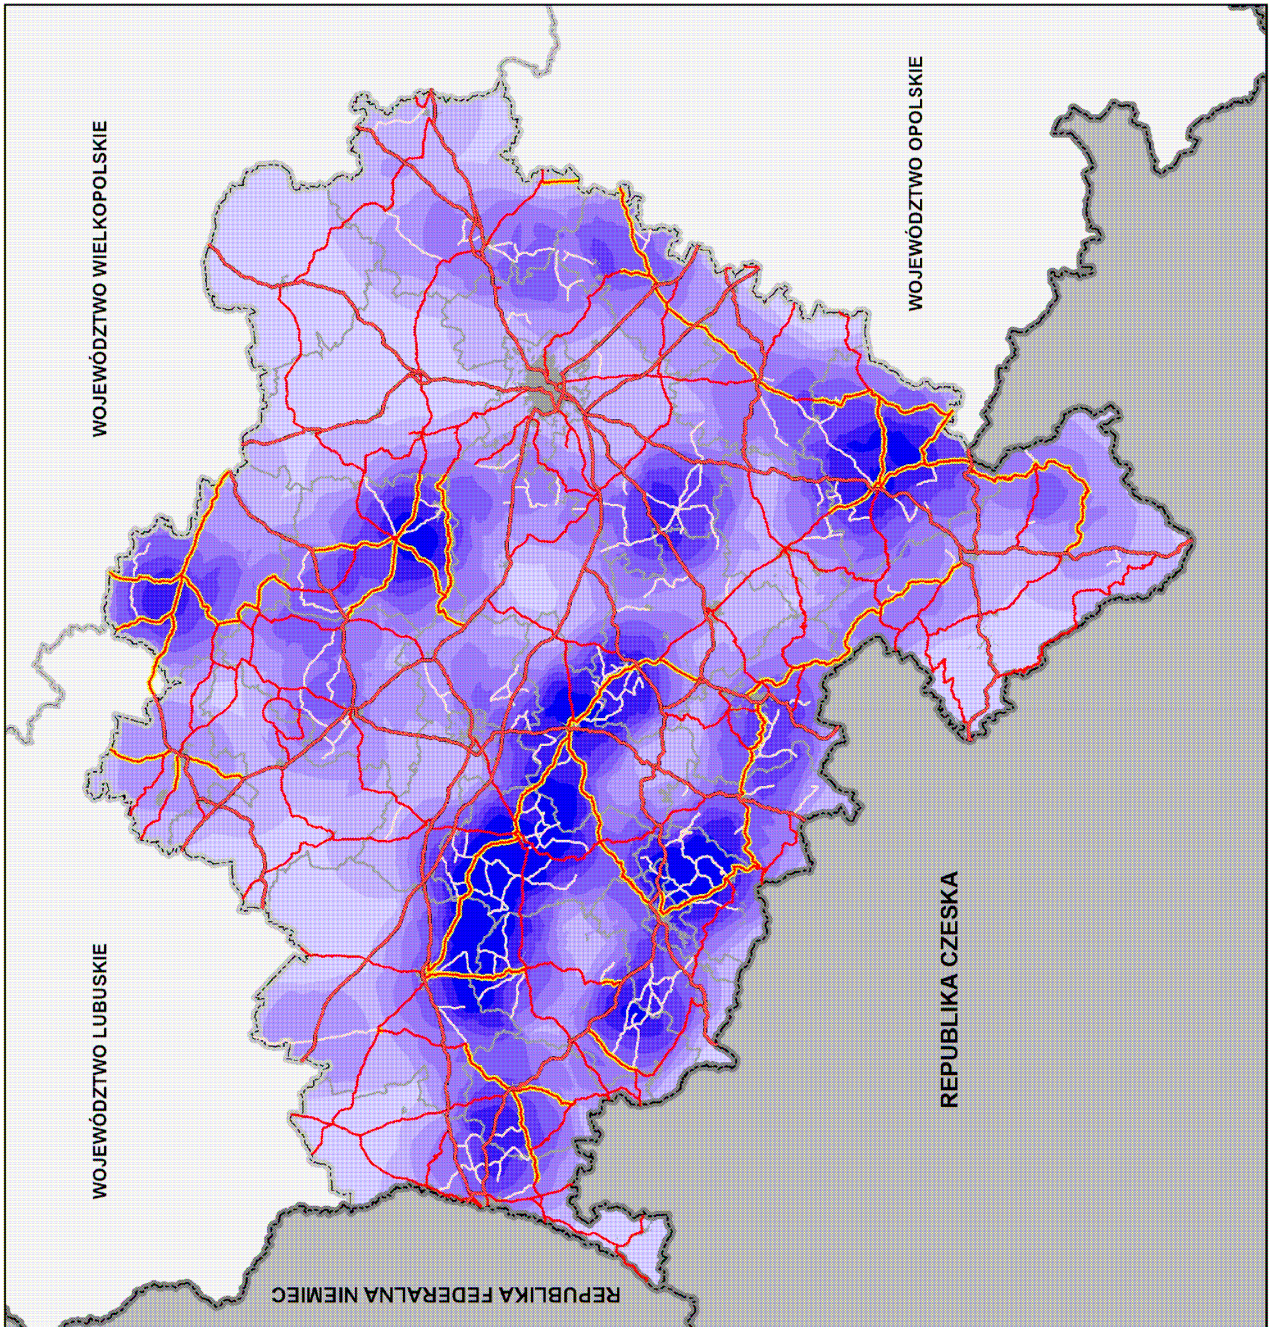 WOJEWÓDZTWO LUBUSKIE
WOJEWÓDZTWO WIELKOPOLSKIE
WOJEWÓDZTWO OPOLSKIE
REPUBLIKA CZESKA
REPUBLIKA FEDERALNA NIEMIEC